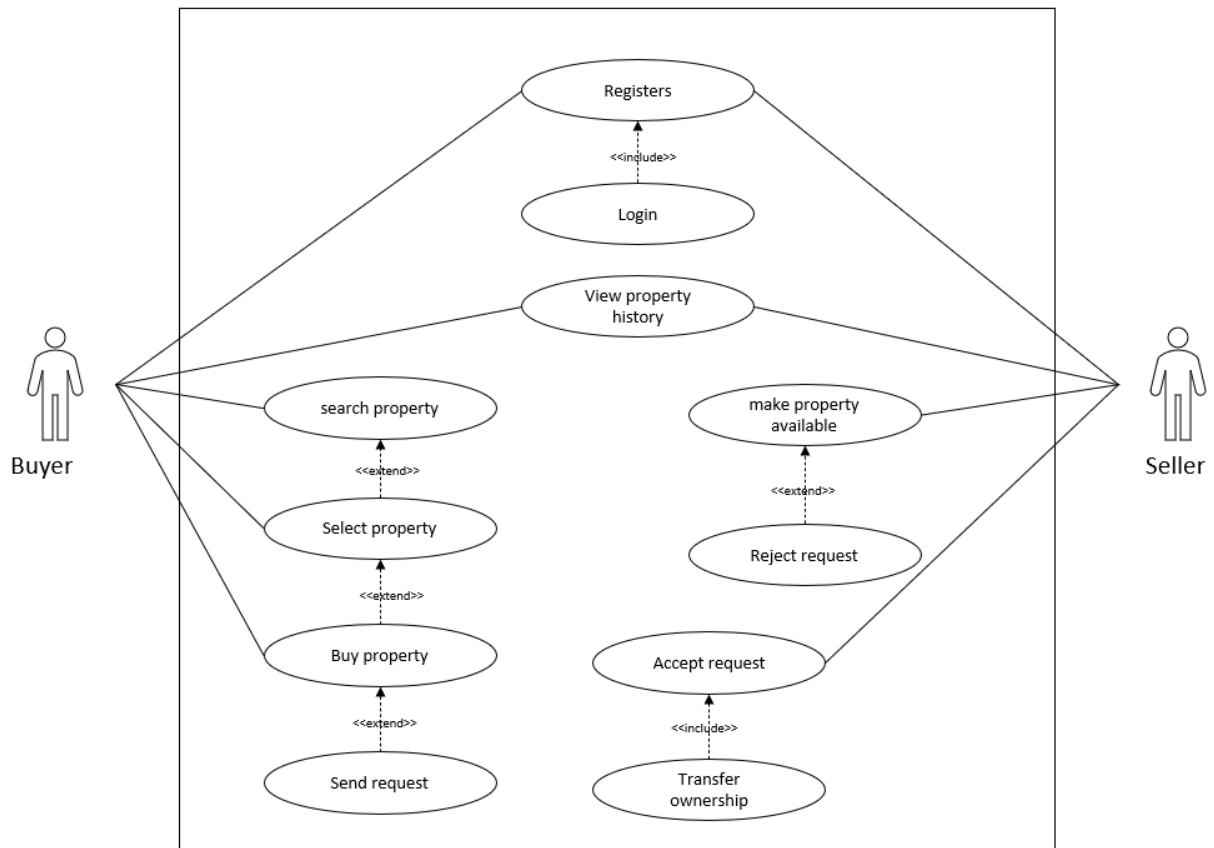 Registers
<<include>>
Login
View property
history
search property
make property
available
Buyer
Seller
<<extend>>
<<extend>>
Select property
Reject request
<<extend>>
Buy property
Accept request
<<extend>>
<<include>>
Send request
Transfer
ownership